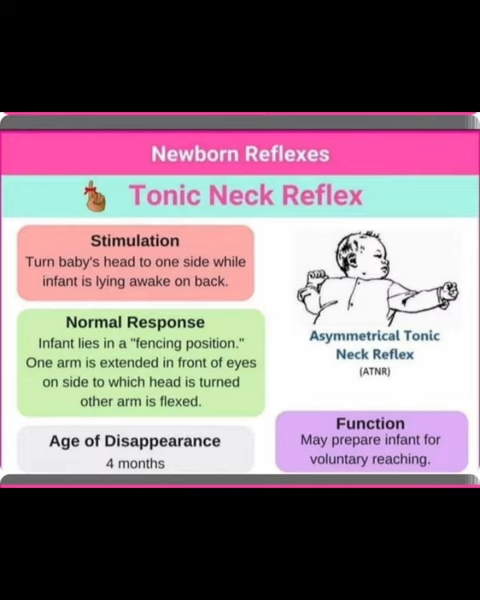 Newborn Reflexes
Tonic Neck Reflex
Stimulation
Turn baby's head to one side while
infant is lying awake on back.
Normal Response
Infant lies in a "fencing position."
One arm is extended in front of eyes
on side to which head is turned
other arm is flexed.
Age of Disappearance
4 months
Asymmetrical Tonic
Neck Reflex
(ATNR)
Function
May prepare infant for
voluntary reaching.